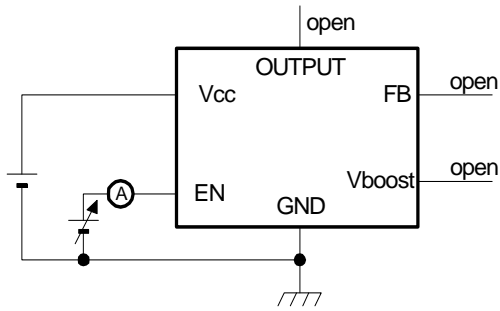 open
OUTPUT
Vcc
FB
open
A
EN
Vboost
open
GND